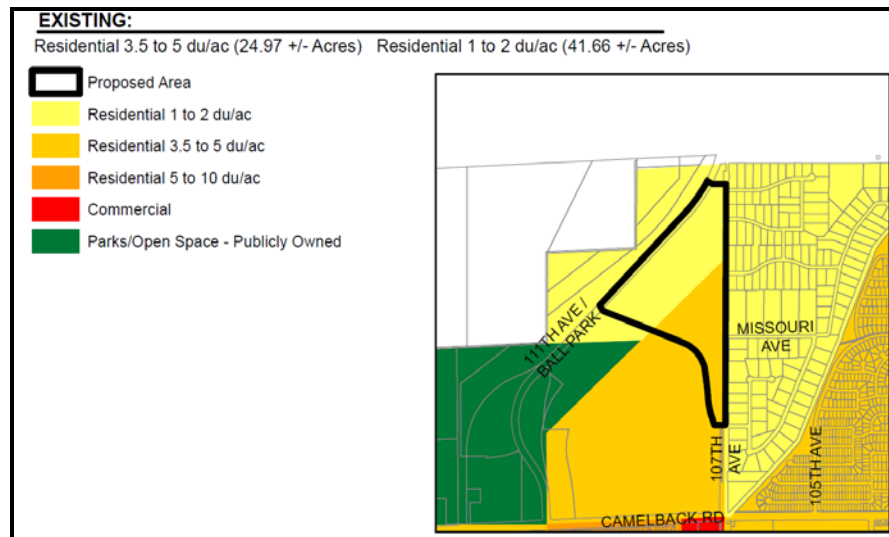 EXISTING:
Residential 3.5 to 5 du/ac (24.97 +/- Acres) Residential 1 to 2 du/ac (41.66 +/- Acres)
Proposed Area
Residential 1 to 2 du/ac
Residential 3.5 to 5 du/ac
Residential 5 to 10 du/ac
Commercial
Parks/Open Space - Publicly Owned
111TH AVE /
BALL PARK
MISSOURI
AVE
107TH
AVE
105TH AVE
CAMELBACK RD